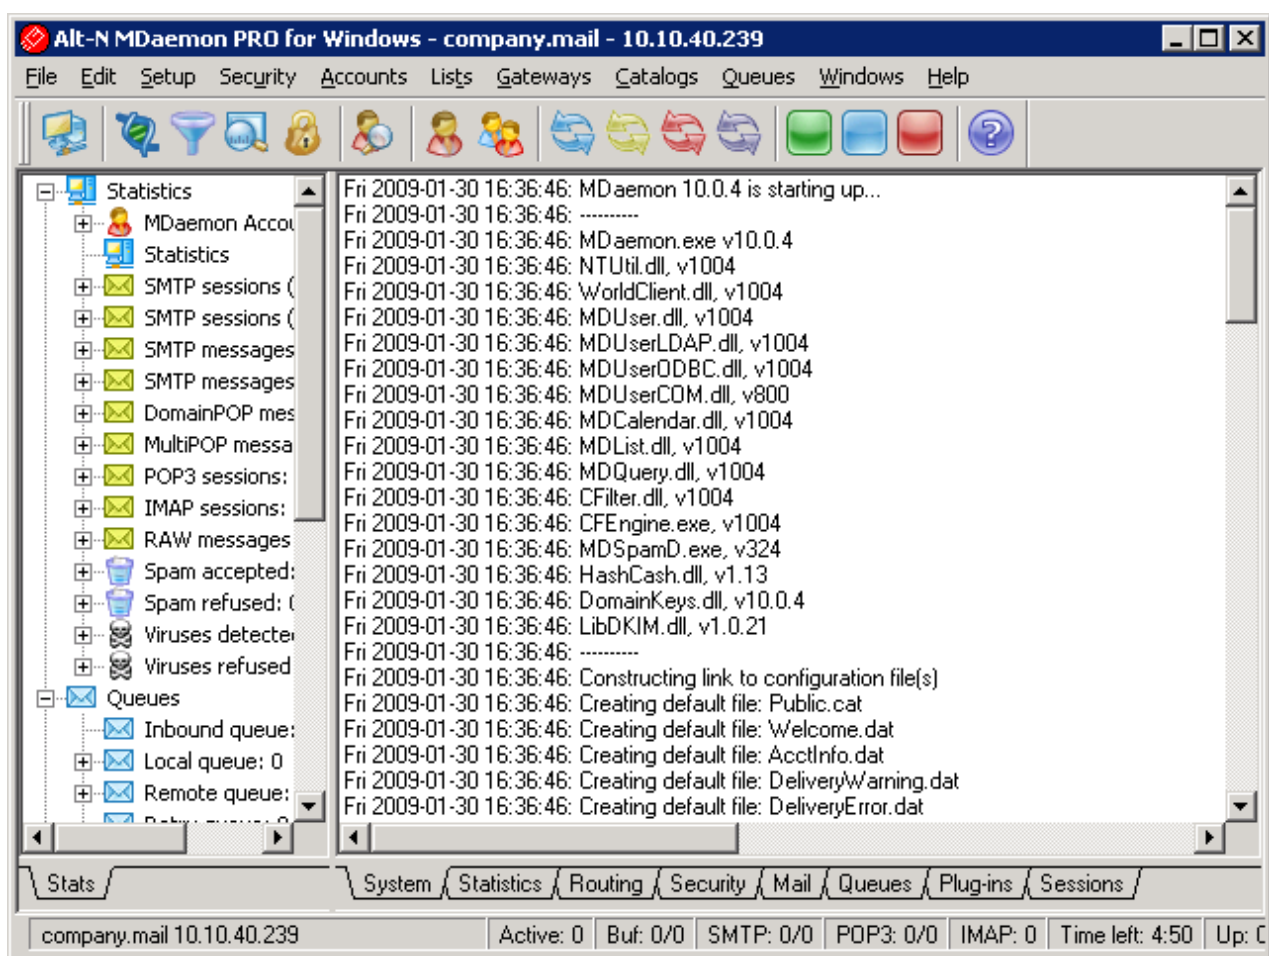 Alt-N MDaemon PRO for Windows - company.mail - 10.10.40.239
File Edit Setup Security Accounts Lists Gateways Catalogs Queues Windows Help
Statistics
MDaemon Accou
Statistics
SMTP sessions (
SMTP sessions (
SMTP messages
SMTP messages
DomainPOP mes
MultiPOP messa
POP3 sessions:
IMAP sessions:
RAW messages
Spam accepted:
Spam refused: (
Viruses detecte
Viruses refused
Queues
Inbound queue:
Local queue: 0
Remote queue:
Fri 2009-01-30 16:36:46: MDaemon 10.0.4 is starting up...
Fri 2009-01-30 16:36:46: ----------
Fri 2009-01-30 16:36:46: MDaemon.exe v10.0.4
Fri 2009-01-30 16:36:46: NTUtil.dll, v1004
Fri 2009-01-30 16:36:46: WorldClient.dll, v1004
Fri 2009-01-30 16:36:46: MDUser.dll, v1004
Fri 2009-01-30 16:36:46: MDUserLDAP.dll, v1004
Fri 2009-01-30 16:36:46: MDUserODBC.dll, v1004
Fri 2009-01-30 16:36:46: MDUserCOM.dll, v800
Fri 2009-01-30 16:36:46: MDCalendar.dll, v1004
Fri 2009-01-30 16:36:46: MDList.dll, v1004
Fri 2009-01-30 16:36:46: MDQuery.dll, v1004
Fri 2009-01-30 16:36:46: CFilter.dll, v1004
Fri 2009-01-30 16:36:46: CFEngine.exe, v1004
Fri 2009-01-30 16:36:46: MDSpamD.exe, v324
Fri 2009-01-30 16:36:46: HashCash.dll, v1.13
Fri 2009-01-30 16:36:46: DomainKeys.dll, v10.0.4
Fri 2009-01-30 16:36:46: LibDKIM.dll, v1.0.21
Fri 2009-01-30 16:36:46: ----------
Fri 2009-01-30 16:36:46: Constructing link to configuration file(s)
Fri 2009-01-30 16:36:46: Creating default file: Public.cat
Fri 2009-01-30 16:36:46: Creating default file: Welcome.dat
Fri 2009-01-30 16:36:46: Creating default file: AcctInfo.dat
Fri 2009-01-30 16:36:46: Creating default file: DeliveryWarning.dat
Fri 2009-01-30 16:36:46: Creating default file: DeliveryError.dat
Stats
System Statistics Routing Security Mail Queues Plug-ins Sessions
company.mail 10.10.40.239 Active: 0 Buf: 0/0 SMTP: 0/0 POP3: 0/0 IMAP: 0 Time left: 4:50 Up: